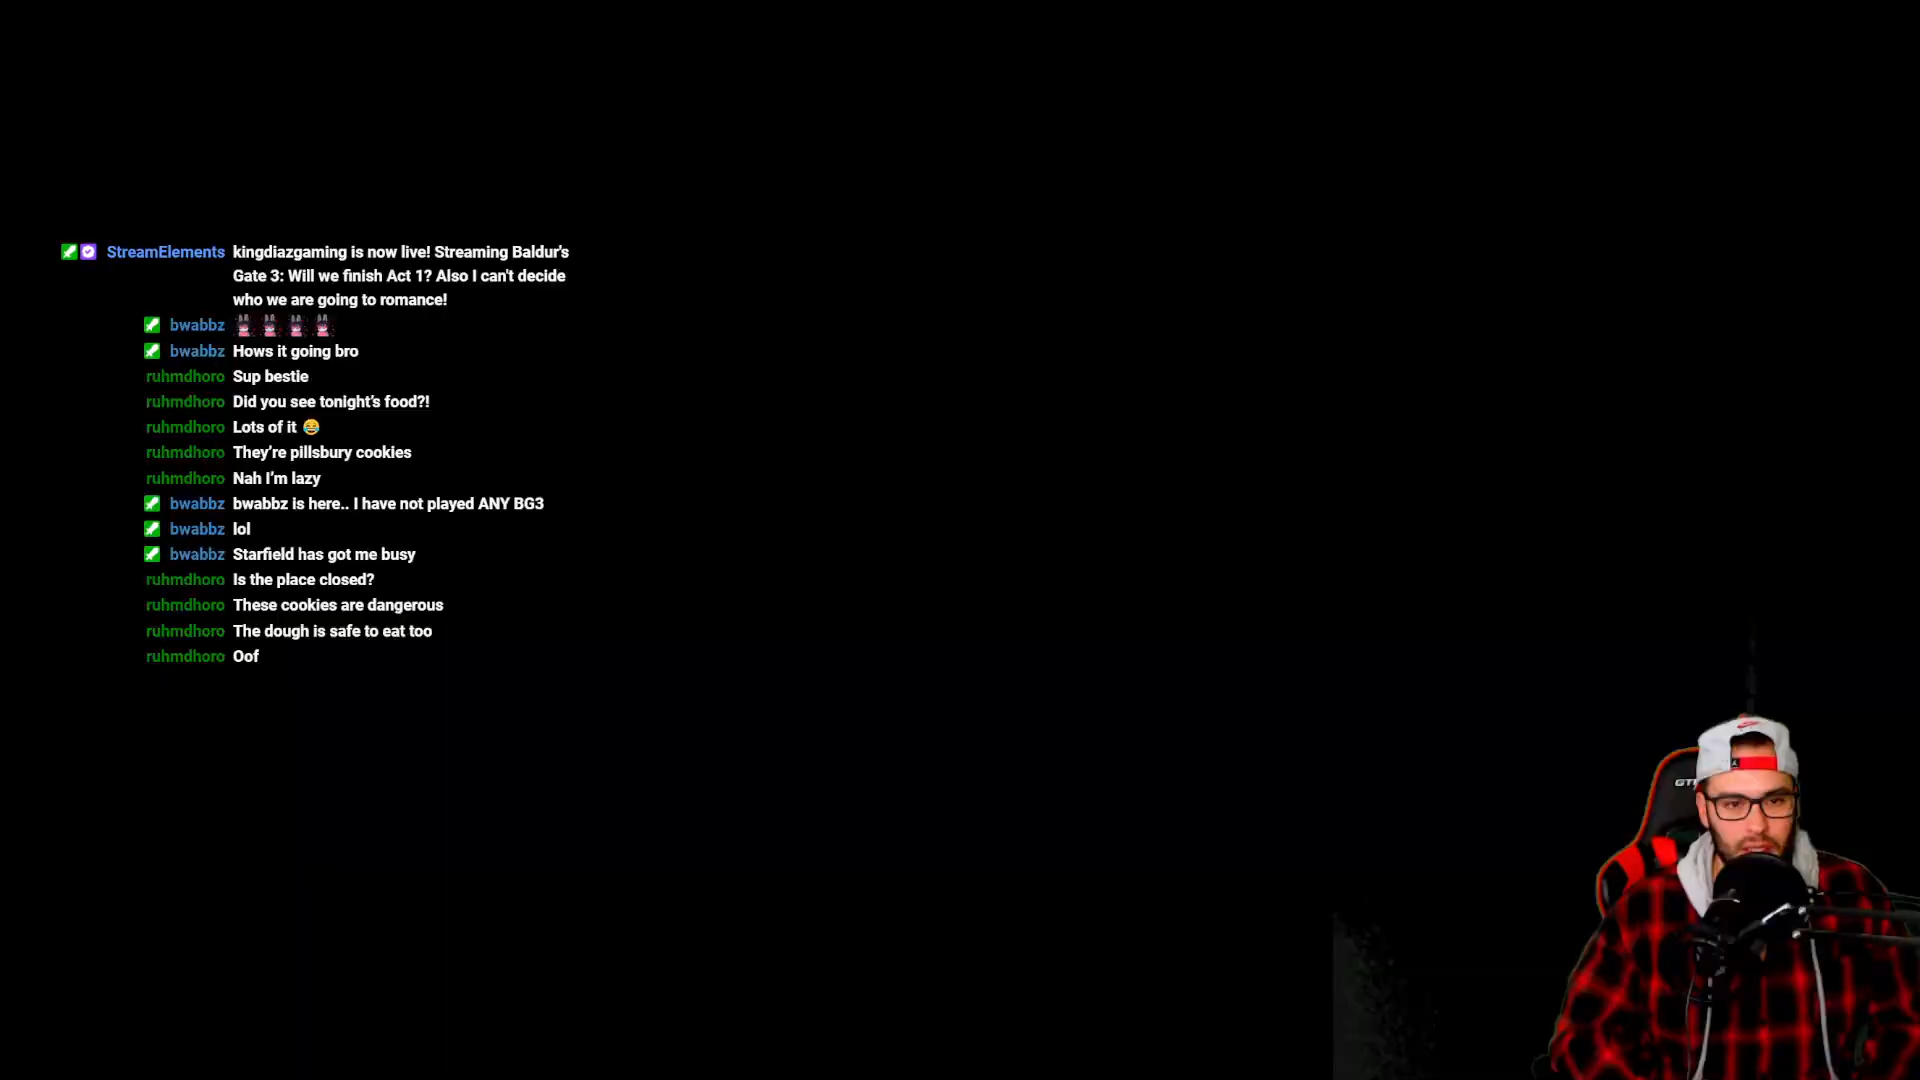 StreamElements kingdiazgaming is now live! Streaming Baldur's
Gate 3: Will we finish Act 1? Also I can't decide
who we are going to romance!
bwabbz
bwabbz Hows it going bro
ruhmdhoro Sup bestie
ruhmdhoro Did you see tonight’s food?!
ruhmdhoro Lots of it 😂
ruhmdhoro They’re pillsbury cookies
ruhmdhoro Nah I’m lazy
bwabbz bwabbz is here.. I have not played ANY BG3
bwabbz lol
bwabbz Starfield has got me busy
ruhmdhoro Is the place closed?
ruhmdhoro These cookies are dangerous
ruhmdhoro The dough is safe to eat too
ruhmdhoro Oof